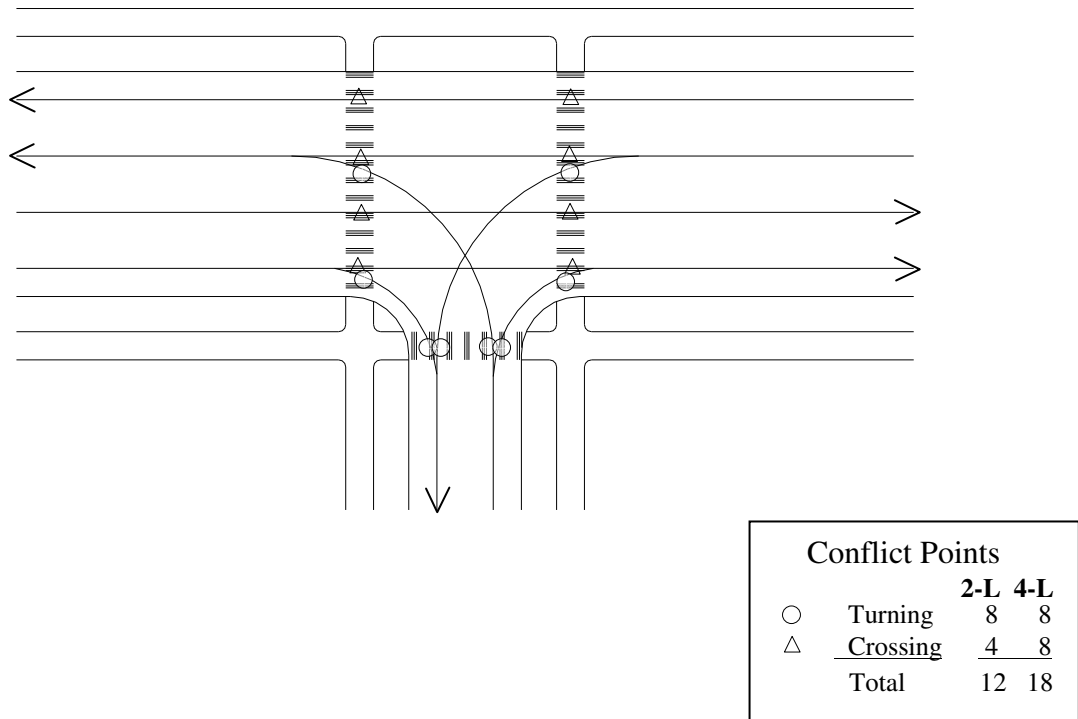 Conflict Points
2-L 4-L
Turning 8 8
Crossing 4 8
Total 12 18